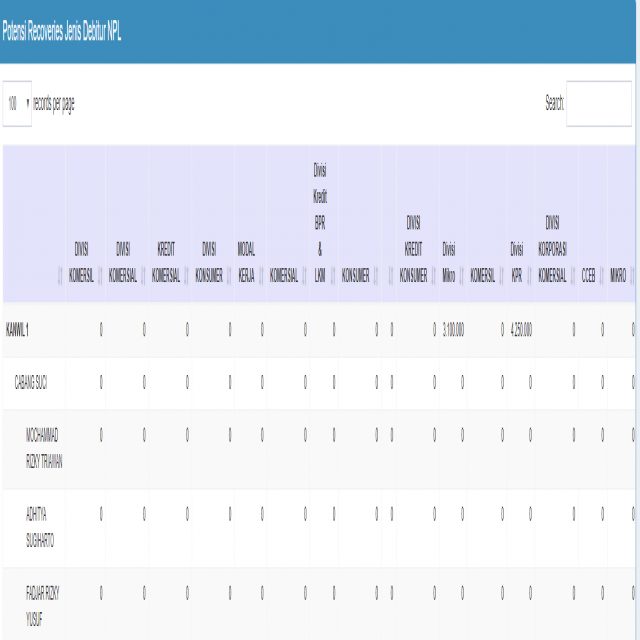 Potensi Recoveries Jenis Debitur NPL
100 records per page Search:
Divisi
Kredit
BPR DIVISI DIVISI
DIVISI DIVISI KREDIT DIVISI MODAL & KREDIT Divisi Divisi KORPORASI
KOMERSIL KOMERSIAL KOMERSIAL KONSUMER KERJA KOMERSIAL LKM KONSUMER KONSUMER Mikro KOMERSIL KPR KOMERSIAL CCEB MIKRO
KANWIL 1 0 0 0 0 0 0 0 0 0 0 3.100.000 0 4.250.000 0 0 0
CABANG SUCI 0 0 0 0 0 0 0 0 0 0 0 0 0 0 0 0
MOCHAMMAD 0 0 0 0 0 0 0 0 0 0 0 0 0 0 0 0
RIZKY TRIAWAN
ADHITYA 0 0 0 0 0 0 0 0 0 0 0 0 0 0 0 0
SUGIHARTO
FADJAR RIZKY 0 0 0 0 0 0 0 0 0 0 0 0 0 0 0 0
YUSUF